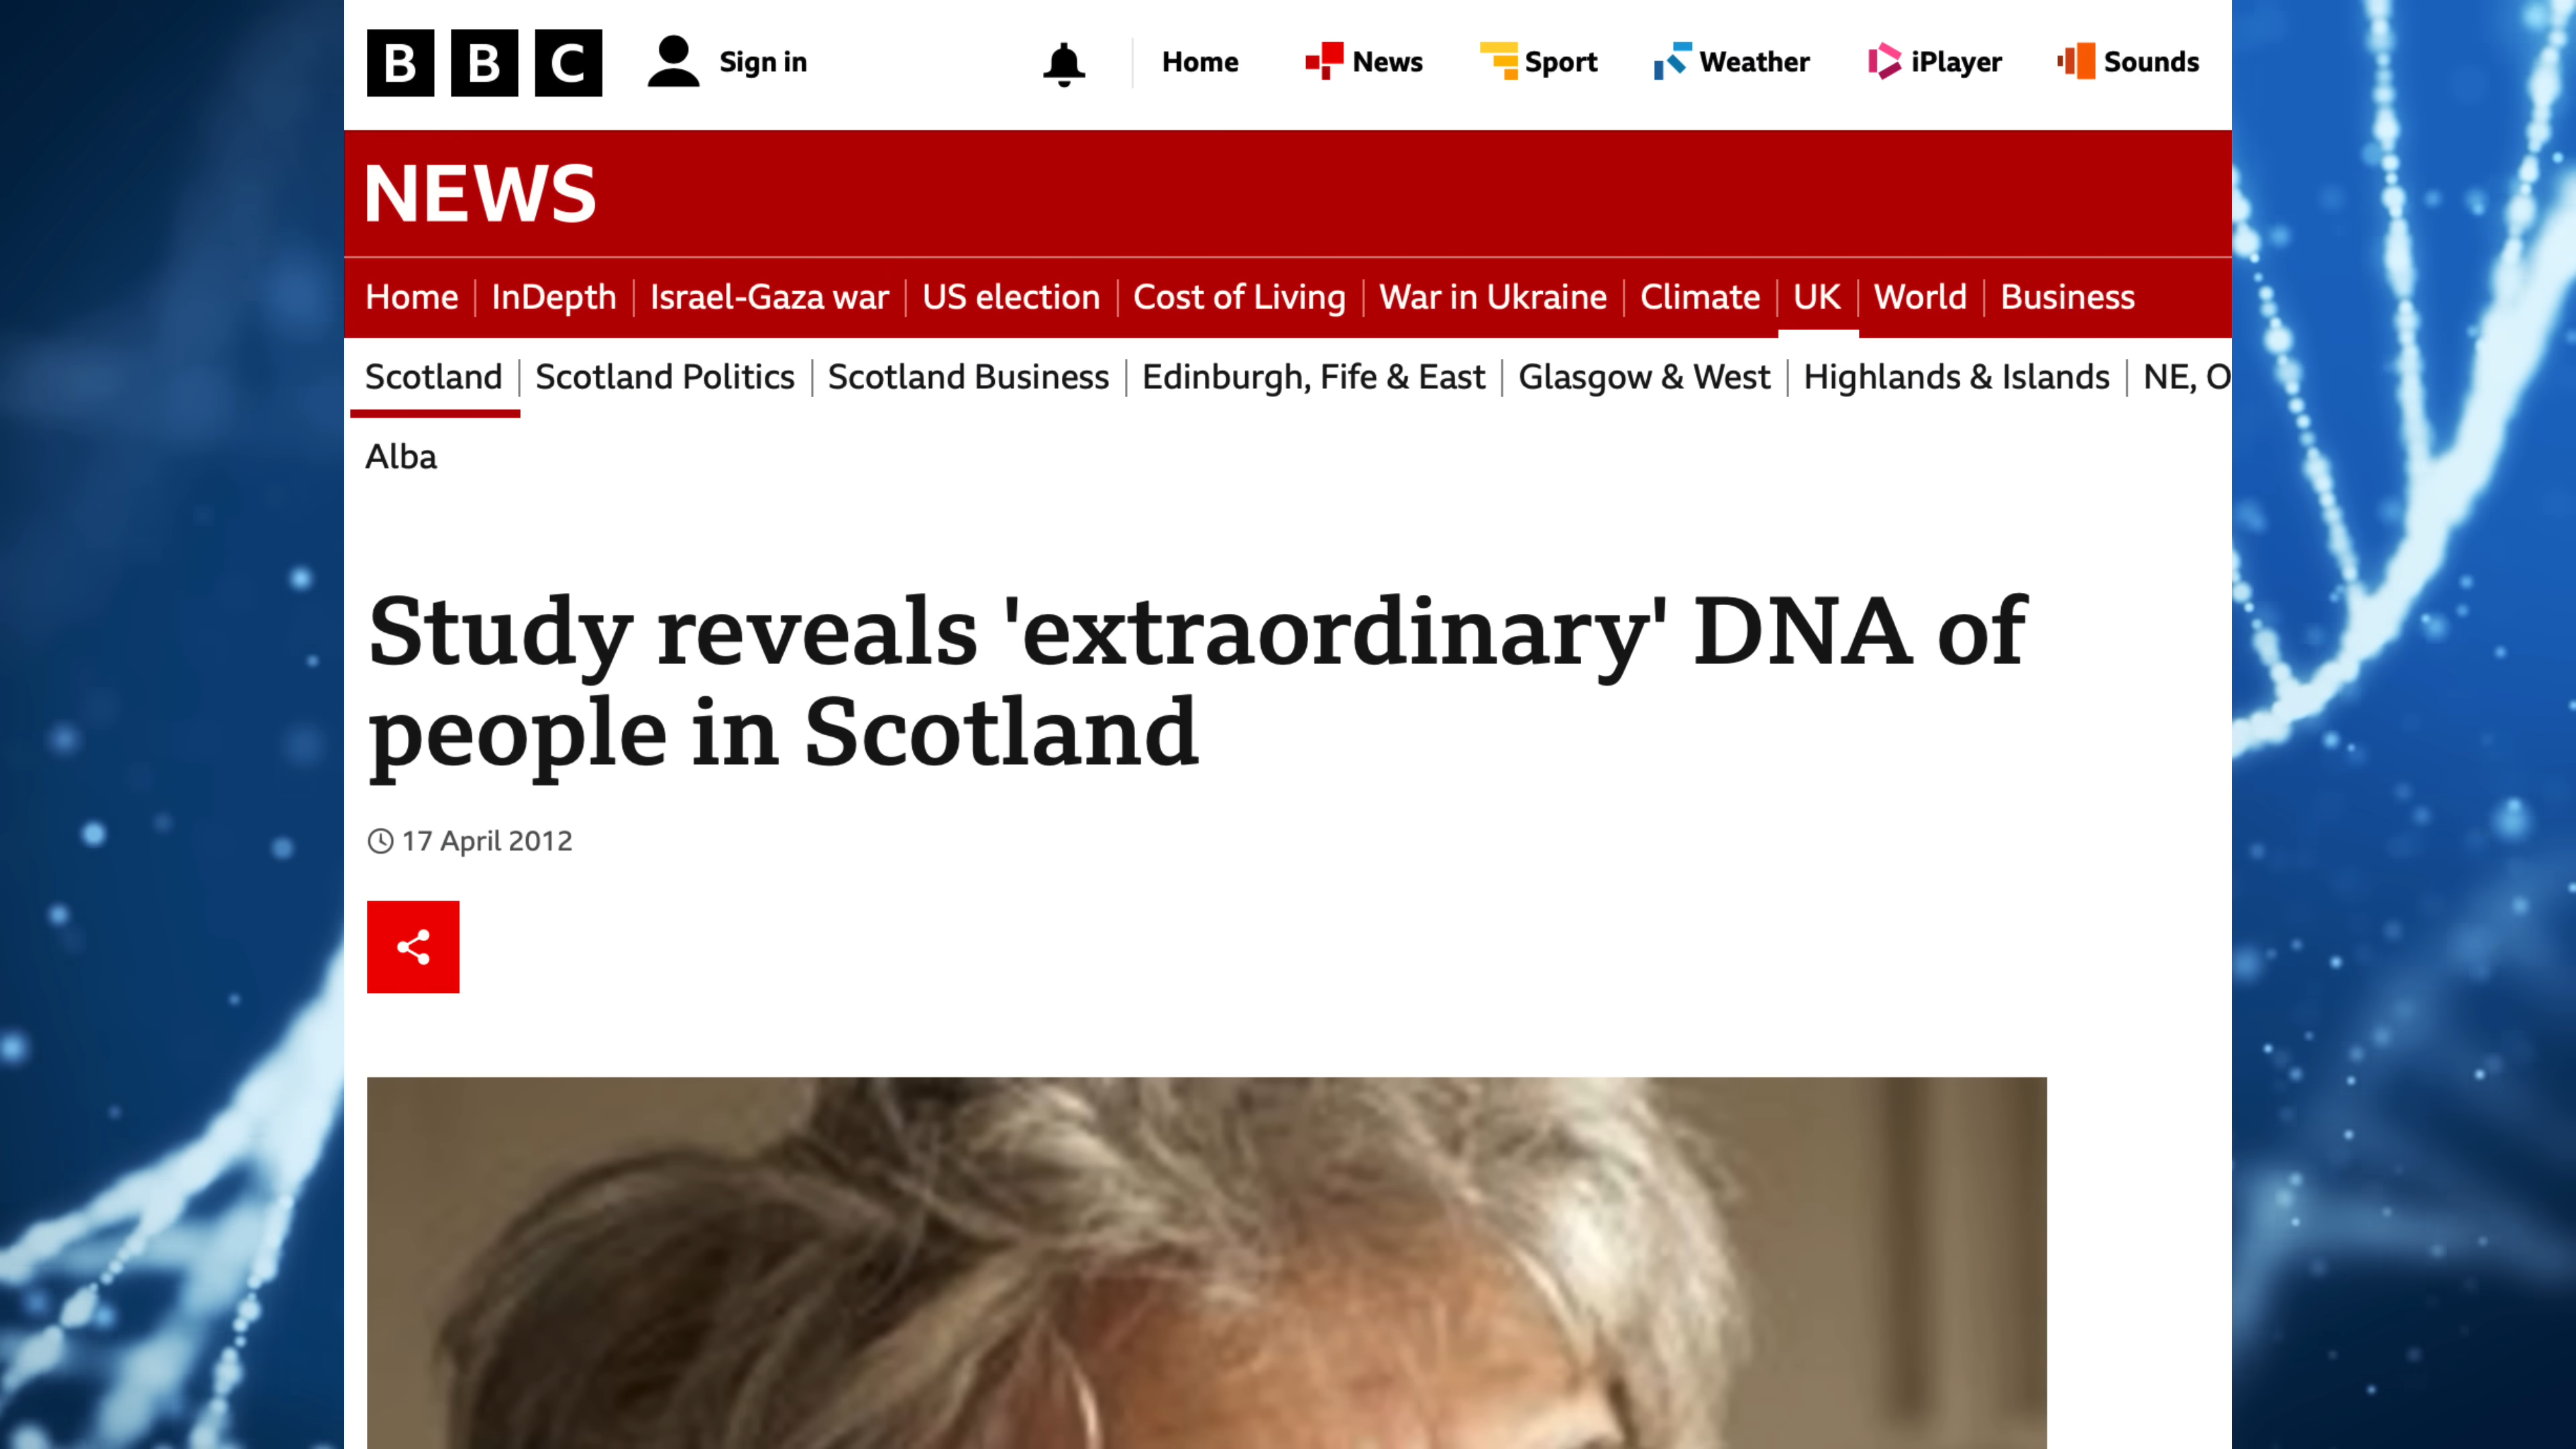 BBC Sign in Home News Sport Weather iPlayer Sounds
NEWS
Home InDepth Israel-Gaza war US election Cost of Living War in Ukraine Climate UK World Business
Scotland Scotland Politics Scotland Business Edinburgh, Fife & East Glasgow & West Highlands & Islands NE, O
Alba
Study reveals 'extraordinary' DNA of
people in Scotland
17 April 2012